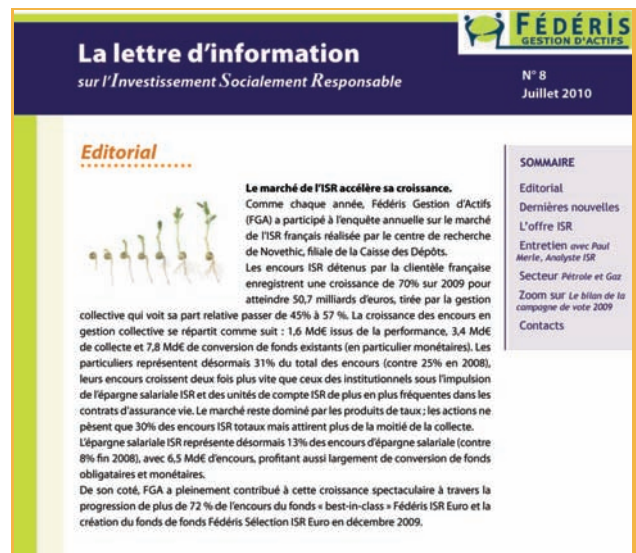 FÉDÉRIS
GESTION D'ACTIFS
La lettre d'information
sur l'Investissement Socialement Responsable
N° 8
Juillet 2010
Editorial
Le marché de l'ISR accélère sa croissance.
Comme chaque année, Fédéris Gestion d'Actifs
(FGA) a participé à l'enquête annuelle sur le marché
de l'ISR français réalisée par le centre de recherche
de Novethic, filiale de la Caisse des Dépôts.
Les encours ISR détenus par la clientèle française
enregistrent une croissance de 70% sur 2009 pour
atteindre 50,7 milliards d'euros, tirée par la gestion
collective qui voit sa part relative passer de 45% à 57 %. La croissance des encours en
gestion collective se répartit comme suit : 1,6 Md€ issus de la performance, 3,4 Md€
de collecte et 7,8 Md€ de conversion de fonds existants (en particulier monétaires). Les
particuliers représentent désormais 31% du total des encours (contre 25% en 2008),
leurs encours croissent deux fois plus vite que ceux des institutionnels sous l'impulsion
de l'épargne salariale ISR et des unités de compte ISR de plus en plus fréquentes dans les
contrats d'assurance vie. Le marché reste dominé par les produits de taux ; les actions ne
pèsent que 30% des encours ISR totaux mais attirent plus de la moitié de la collecte.
L'épargne salariale ISR représente désormais 13% des encours d'épargne salariale (contre
8% fin 2008), avec 6,5 Md€ d'encours, profitant aussi largement de conversion de fonds
obligataires et monétaires.
De son coté, FGA a pleinement contribué à cette croissance spectaculaire à travers la
progression de plus de 72 % de l'encours du fonds « best-in-class » Fédéris ISR Euro et la
création du fonds de fonds Fédéris Sélection ISR Euro en décembre 2009.
SOMMAIRE
Editorial
Dernières nouvelles
L'offre ISR
Entretien avec Paul
Merle, Analyste ISR
Secteur Pétrole et Gaz
Zoom sur Le bilan de la
campagne de vote 2009
Contacts